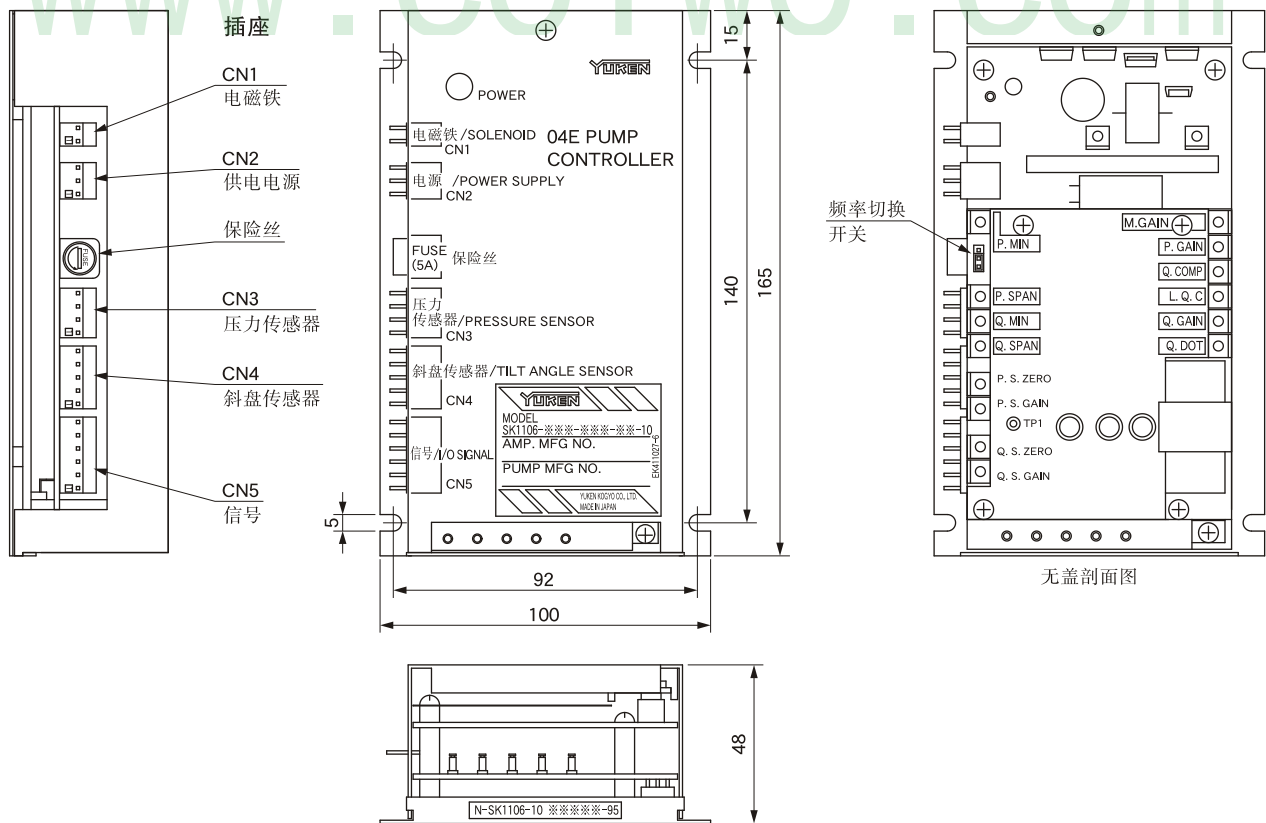 www.CoTwo.Com
插座
CN1
电磁铁
CN2
供电电源
保险丝
FUSE
CN3
压力传感器
CN4
斜盘传感器
CN5
信号
YUKEN
POWER
电磁铁/SOLENOID
CN1
04E PUMP
CONTROLLER
电源 /POWER SUPPLY
CN2
FUSE
(5A)
保险丝
压力
传感器/PRESSURE SENSOR
CN3
斜盘传感器/TILT ANGLE SENSOR
CN4
信号/I/O SIGNAL
CN5
YUKEN
MODEL
SK1106-※※※-※※※-※※-10
AMP. MFG NO.
PUMP MFG NO.
YUKEN KOGYO CO., LTD.
MADE IN JAPAN
EK411027-6
15
140
165
5
92
100
频率切换
开关
P. MIN
M.GAIN
P. GAIN
Q. COMP
P. SPAN
L. Q. C
Q. MIN
Q. GAIN
Q. SPAN
Q. DOT
P. S. ZERO
P. S. GAIN
TP1
Q. S. ZERO
Q. S. GAIN
无盖剖面图
48
N-SK1106-10 ※※※※※-95